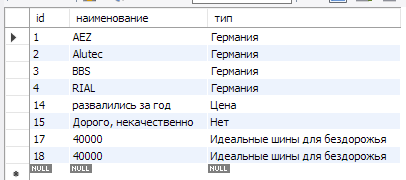 id наименование тип
1 AEZ Германия
2 Alutec Германия
3 BBS Германия
4 RIAL Германия
14 развалились за год Цена
15 Дорого, некачественно Нет
17 40000 Идеальные шины для бездорожья
18 40000 Идеальные шины для бездорожья
NULL NULL NULL